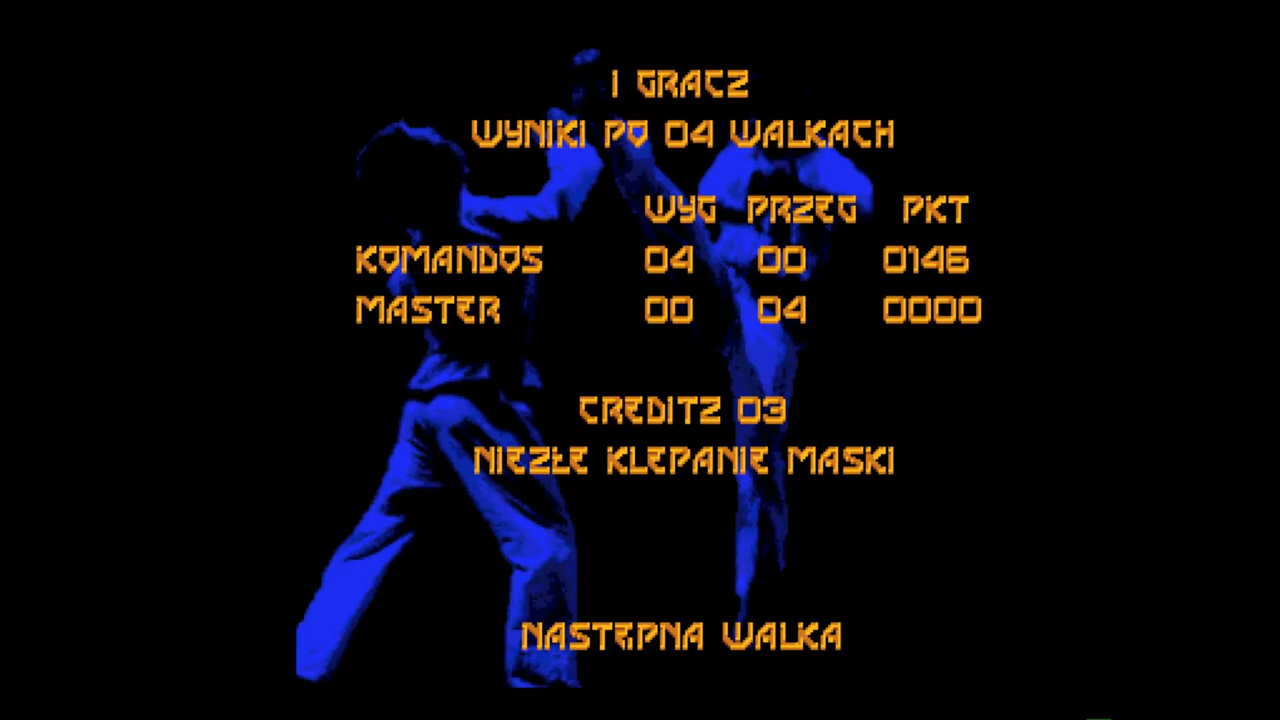 1 GRACZ
WYNIKI PO 04 WALKACH
WYG PRZEG PKT
KOMANDOS 04 00 0146
MASTER 00 04 0000
CREDITZ 03
NIEZŁE KLEPANIE MASKI
NASTĘPNA WALKA